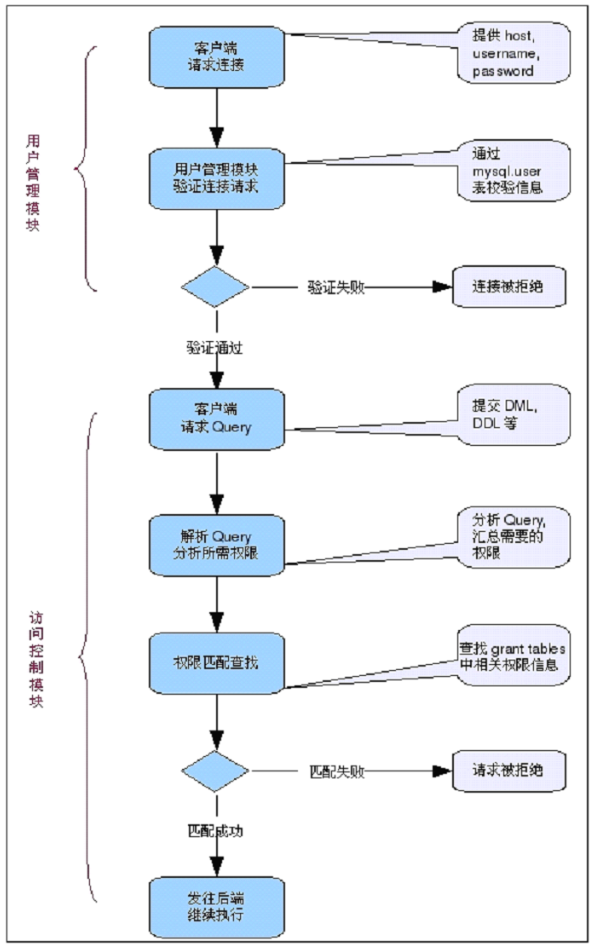 客户端
请求连接
提供 host,
username,
password
用户管理模块
用户管理模块
验证连接请求
通过
mysql.user
表校验信息
验证失败
连接被拒绝
验证通过
客户端
请求 Query
提交 DML,
DDL 等
解析 Query
分析所需权限
分析 Query,
汇总需要的
权限
访问控制模块
权限匹配查找
查找 grant tables
中相关权限信息
匹配失败
请求被拒绝
匹配成功
发往后端
继续执行